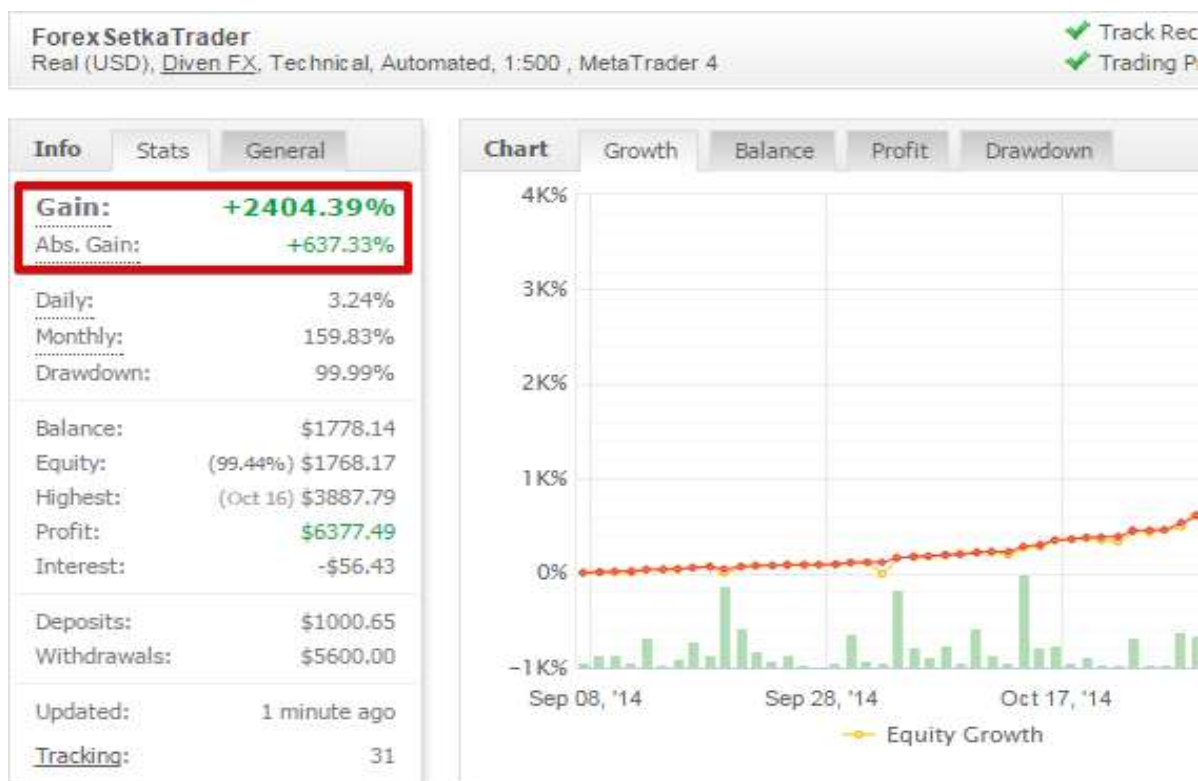 ForexSetkaTrader
Real (USD), Diven FX, Technical, Automated, 1:500 , MetaTrader 4
Track Rec
Trading P
Info Stats General
Gain: +2404.39%
Abs. Gain: +637.33%
Daily: 3.24%
Monthly: 159.83%
Drawdown: 99.99%
Balance: $1778.14
Equity: (99.44%) $1768.17
Highest: (Oct 16) $3887.79
Profit: $6377.49
Interest: -$56.43
Deposits: $1000.65
Withdrawals: $5600.00
Updated: 1 minute ago
Tracking: 31
Chart Growth Balance Profit Drawdown
4K%
3K%
2K%
1K%
0%
-1K%
Sep 08, '14 Sep 28, '14 Oct 17, '14
Equity Growth